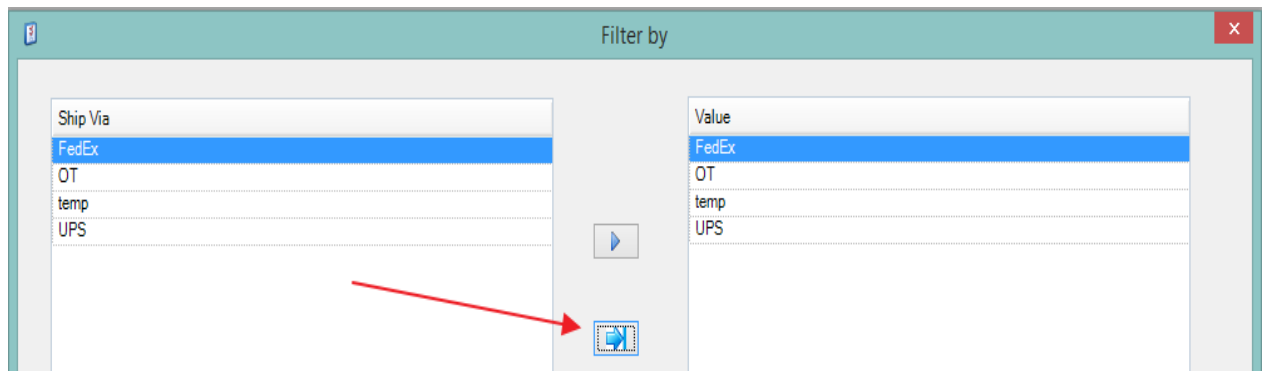 Filter by
x
Ship Via
FedEx
OT
temp
UPS
Value
FedEx
OT
temp
UPS